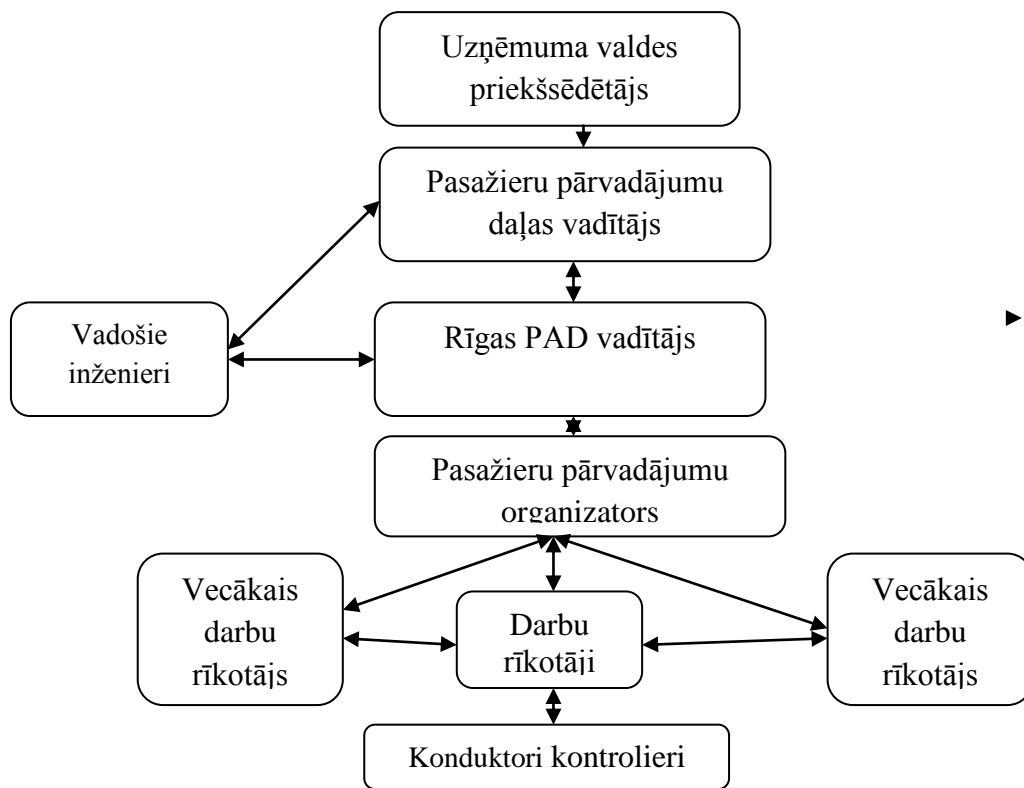 Uzņēmuma valdes
priekšsēdētājs
Pasažieru pārvadājumu
daļas vadītājs
Vadošie
inženieri
Rīgas PAD vadītājs
Pasažieru pārvadājumu
organizators
Vecākais
darbu
rīkotājs
Darbu
rīkotāji
Vecākais
darbu
rīkotājs
Konduktori kontrolieri